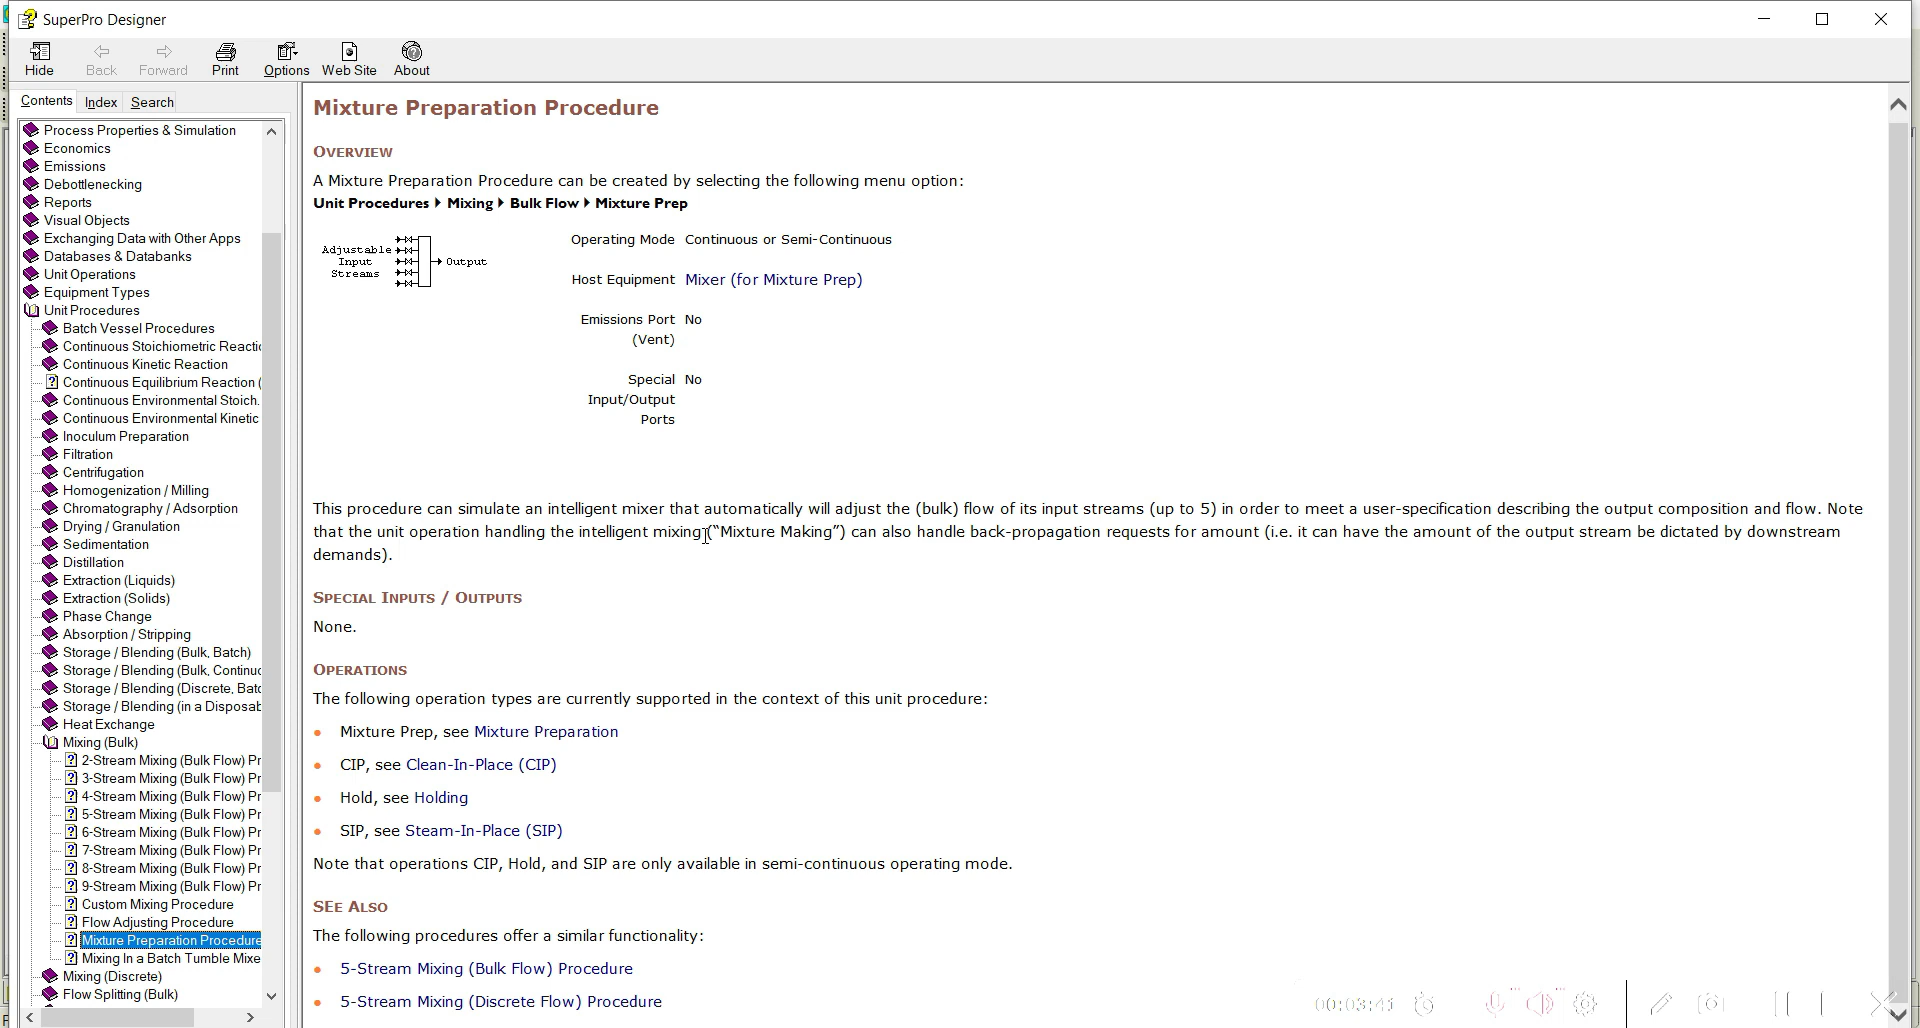 SuperPro Designer
Hide
Back
Forward
Print
Options
Web Site
About
Contents
Index
Search
Process Properties & Simulation
Economics
Emissions
Debottlenecking
Reports
Visual Objects
Exchanging Data with Other Apps
Databases & Databanks
Unit Operations
Equipment Types
Unit Procedures
Batch Vessel Procedures
Continuous Stoichiometric Reactio
Continuous Kinetic Reaction
Continuous Equilibrium Reaction (
Continuous Environmental Stoich.
Continuous Environmental Kinetic
Inoculum Preparation
Filtration
Centrifugation
Homogenization / Milling
Chromatography / Adsorption
Drying / Granulation
Sedimentation
Distillation
Extraction (Liquids)
Extraction (Solids)
Phase Change
Absorption / Stripping
Storage / Blending (Bulk, Batch)
Storage / Blending (Bulk, Continuo
Storage / Blending (Discrete, Batc
Storage / Blending (in a Disposab
Heat Exchange
Mixing (Bulk)
2-Stream Mixing (Bulk Flow) Pr
3-Stream Mixing (Bulk Flow) Pr
4-Stream Mixing (Bulk Flow) Pr
5-Stream Mixing (Bulk Flow) Pr
6-Stream Mixing (Bulk Flow) Pr
7-Stream Mixing (Bulk Flow) Pr
8-Stream Mixing (Bulk Flow) Pr
9-Stream Mixing (Bulk Flow) Pr
Custom Mixing Procedure
Flow Adjusting Procedure
Mixture Preparation Procedure
Mixing In a Batch Tumble Mixe
Mixing (Discrete)
Flow Splitting (Bulk)
Mixture Preparation Procedure
OVERVIEW
A Mixture Preparation Procedure can be created by selecting the following menu option:
Unit Procedures ▸ Mixing ▸ Bulk Flow ▸ Mixture Prep
Adjustable
Input
Streams
Output
Operating Mode Continuous or Semi-Continuous
Host Equipment Mixer (for Mixture Prep)
Emissions Port No
(Vent)
Special No
Input/Output
Ports
This procedure can simulate an intelligent mixer that automatically will adjust the (bulk) flow of its input streams (up to 5) in order to meet a user-specification describing the output composition and flow. Note
that the unit operation handling the intelligent mixing (“Mixture Making”) can also handle back-propagation requests for amount (i.e. it can have the amount of the output stream be dictated by downstream
demands).
SPECIAL INPUTS / OUTPUTS
None.
OPERATIONS
The following operation types are currently supported in the context of this unit procedure:
• Mixture Prep, see Mixture Preparation
• CIP, see Clean-In-Place (CIP)
• Hold, see Holding
• SIP, see Steam-In-Place (SIP)
Note that operations CIP, Hold, and SIP are only available in semi-continuous operating mode.
SEe ALSO
The following procedures offer a similar functionality:
• 5-Stream Mixing (Bulk Flow) Procedure
• 5-Stream Mixing (Discrete Flow) Procedure
00:03:41